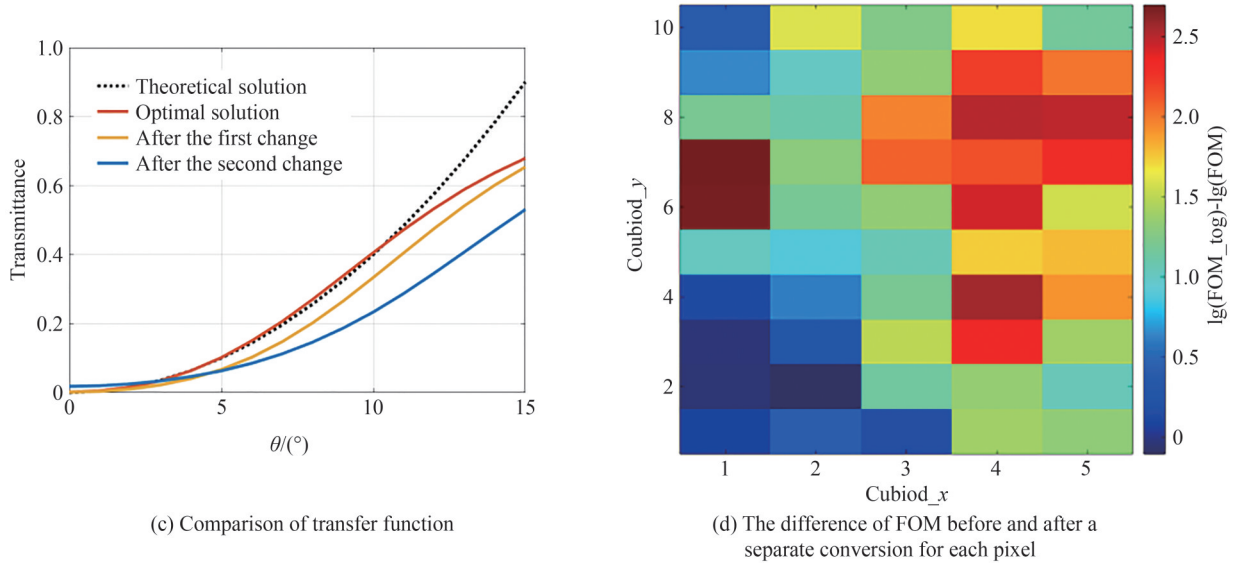 1.0
0.8
0.6
0.4
0.2
0
Transmittance
Theoretical solution
Optimal solution
After the first change
After the second change
0 5 10 15
θ/(°)
(c) Comparison of transfer function
10
8
6
4
2
Coubiod_y
1 2 3 4 5
Cubiod_x
2.5
2.0
1.5
1.0
0.5
0
lg(FOM_tog)-lg(FOM)
(d) The difference of FOM before and after a
separate conversion for each pixel